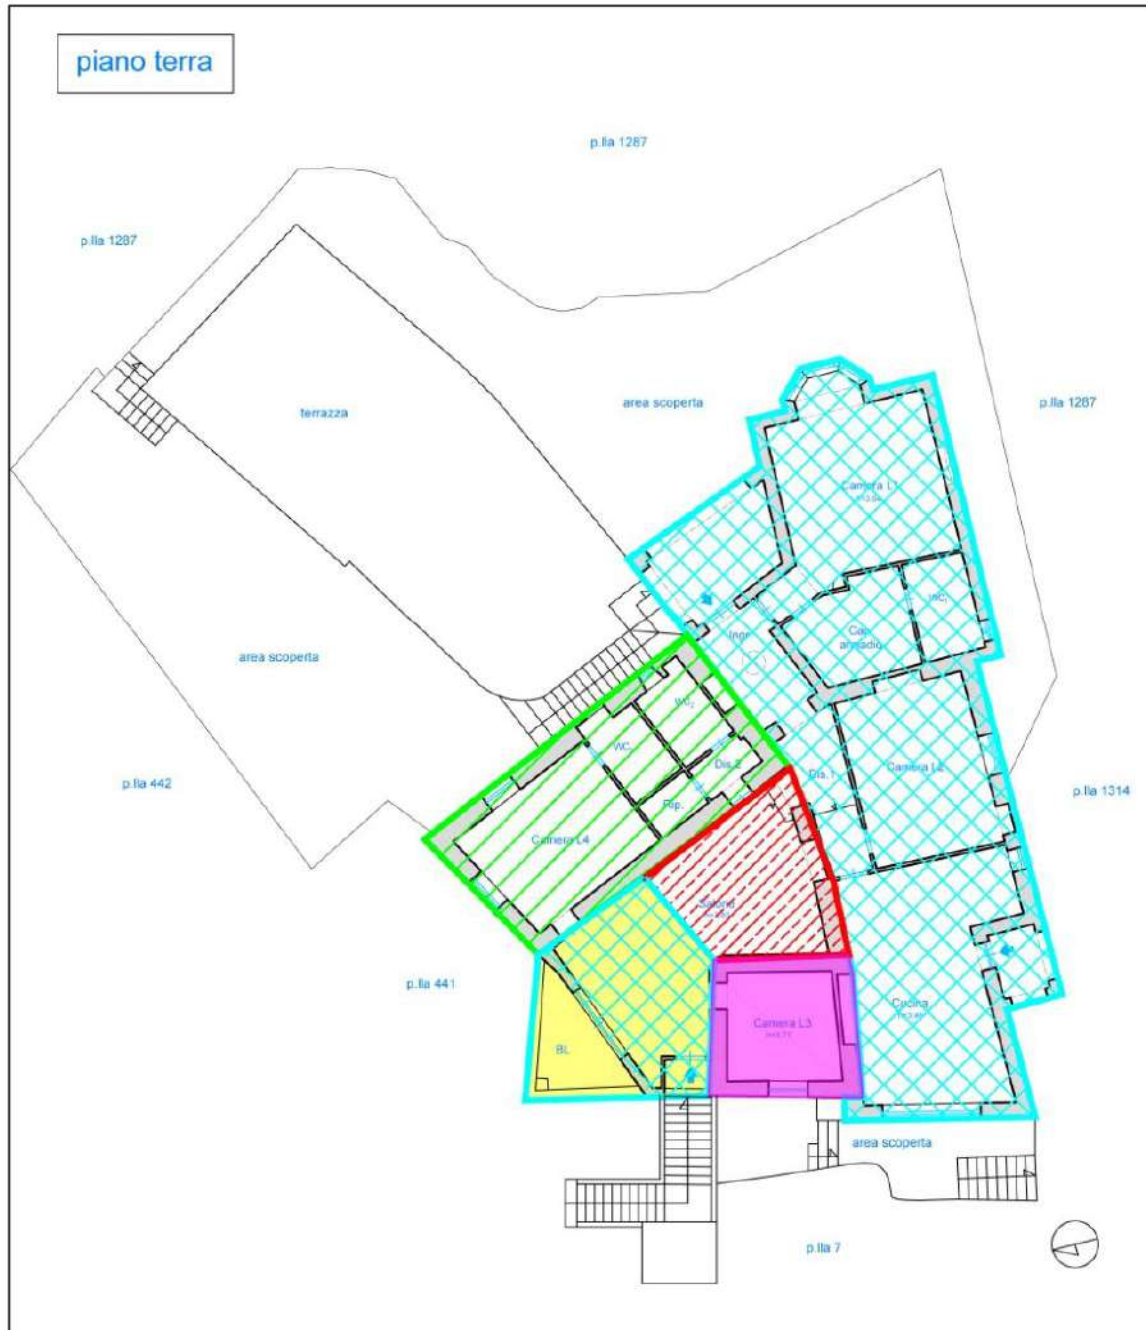 piano terra
p.lla 1287
p.lla 1287
terrazza
area scoperta
p.lla 1287
Camera L1
WC1
Cab.
armadio
Ingr.
area scoperta
WC2
WC
Dis.2
Dis.1
Camera L2
p.lla 442
p.lla 1314
Rip.
Camera L4
Salone
p.lla 441
Cucina
Camera L3
BL
area scoperta
p.lla 7